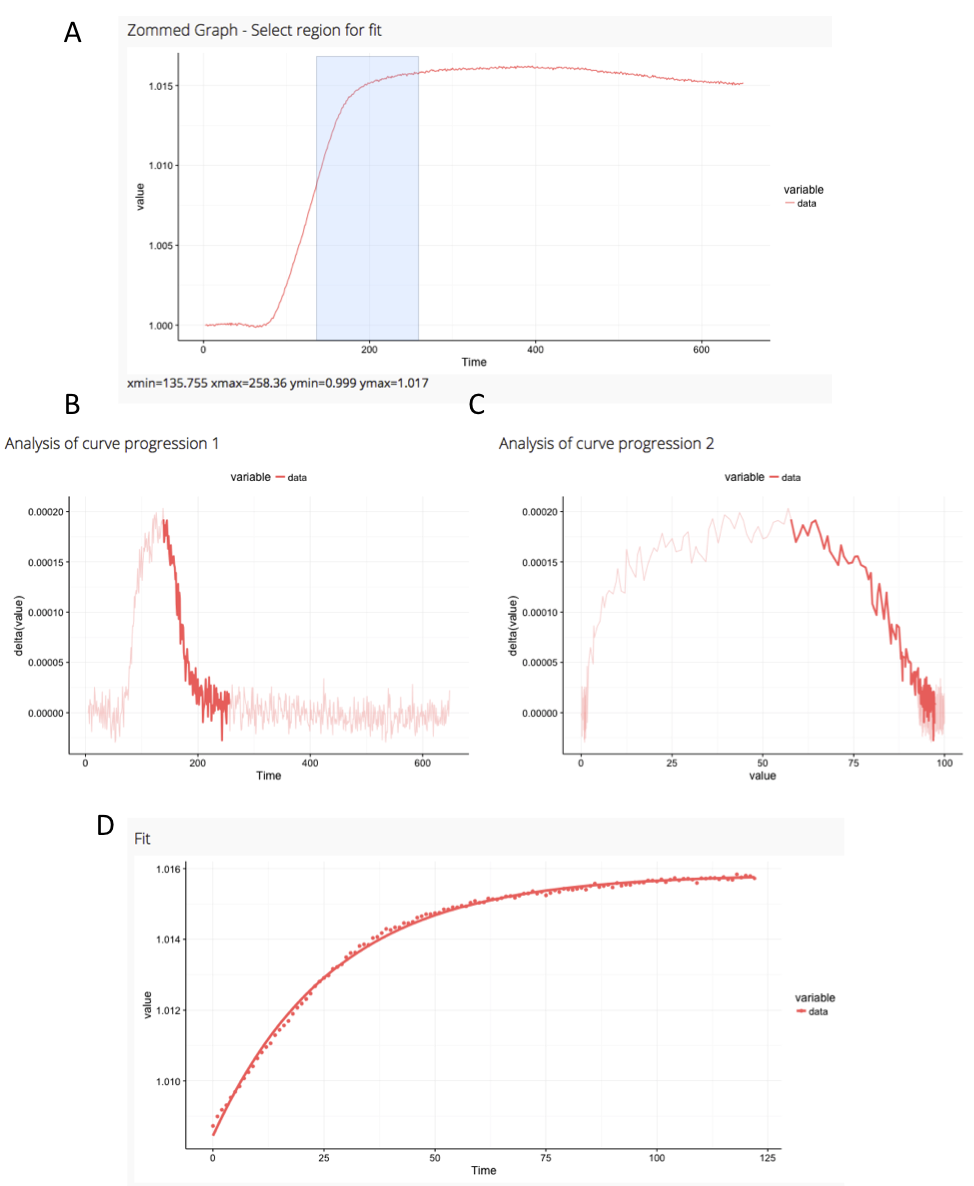 A
Zommed Graph - Select region for fit
1.015
1.010
1.005
1.000
value
0 200 400 600
Time
variable
data
xmin=135.755 xmax=258.36 ymin=0.999 ymax=1.017
B
Analysis of curve progression 1
variable data
0.00020
0.00015
0.00010
0.00005
0.00000
delta(value)
0 200 400 600
Time
C
Analysis of curve progression 2
variable data
0.00020
0.00015
0.00010
0.00005
0.00000
delta(value)
0 25 50 75 100
value
D
Fit
1.016
1.014
1.012
1.010
value
0 25 50 75 100 125
Time
variable
data